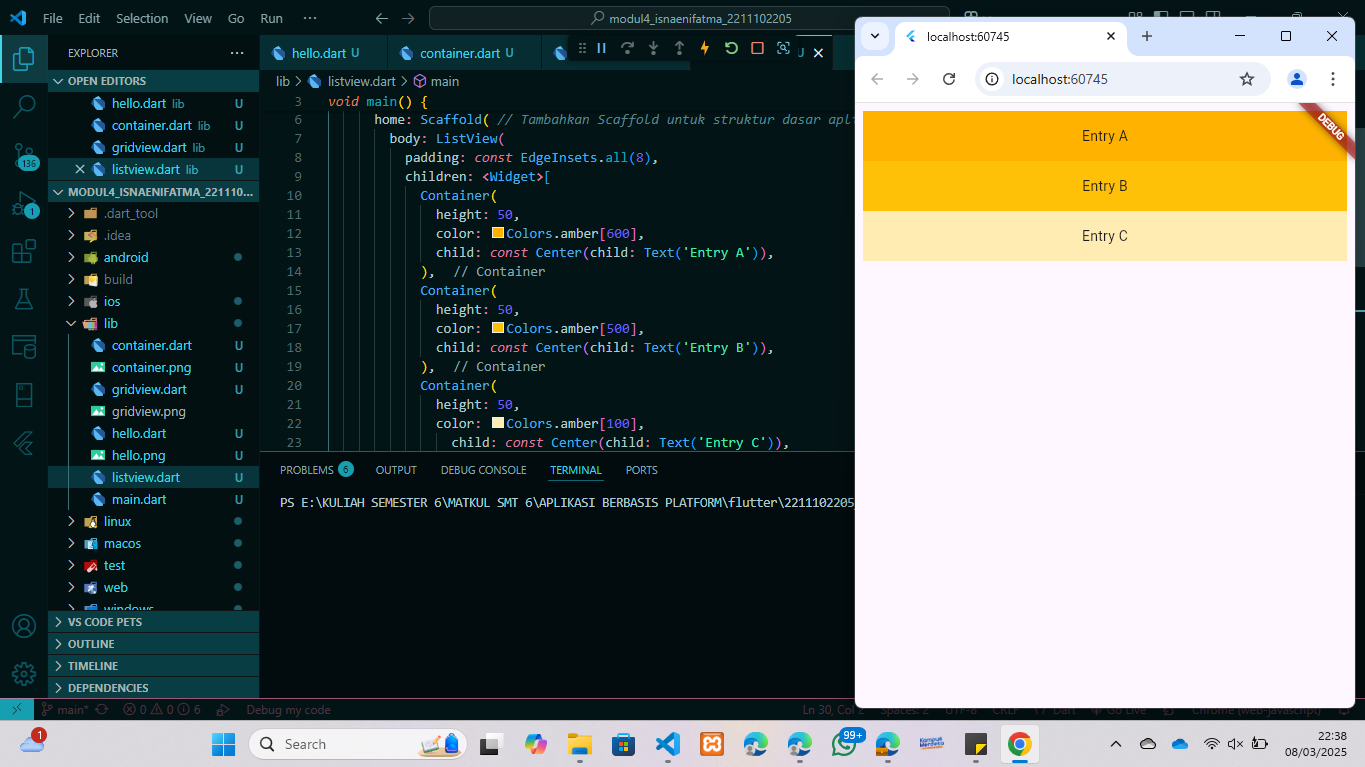 File Edit Selection View Go Run ···
modul4_isnaenifatma_2211102205
EXPLORER
OPEN EDITORS
hello.dart lib U
container.dart lib U
gridview.dart lib U
listview.dart lib U
MODUL4_ISNAENIFATMA_221110...
.dart_tool
.idea
android
build
ios
lib
container.dart U
container.png U
gridview.dart U
gridview.png
hello.dart U
hello.png U
listview.dart U
main.dart U
linux
macos
test
web
windows
VS CODE PETS
OUTLINE
TIMELINE
DEPENDENCIES
136
1
hello.dart U
container.dart U
U
lib > listview.dart > main
3 void main() {
6 home: Scaffold( // Tambahkan Scaffold untuk struktur dasar apli
7 body: ListView(
8 padding: const EdgeInsets.all(8),
9 children: <Widget>[
10 Container(
11 height: 50,
12 color: Colors.amber[600],
13 child: const Center(child: Text('Entry A')),
14 ), // Container
15 Container(
16 height: 50,
17 color: Colors.amber[500],
18 child: const Center(child: Text('Entry B')),
19 ), // Container
20 Container(
21 height: 50,
22 color: Colors.amber[100],
23 child: const Center(child: Text('Entry C')),
PROBLEMS 6 OUTPUT DEBUG CONSOLE TERMINAL PORTS
PS E:\KULIAH SEMESTER 6\MATKUL SMT 6\APLIKASI BERBASIS PLATFORM\flutter\2211102205
main* 0 0 6 Debug my code
Ln 30, Col 2 Spaces: 2 UTF-8 CRLF Dart Go Live Chrome (web-javascript)
localhost:60745
localhost:60745
DEBUG
Entry A
Entry B
Entry C
1
Search
99+
Kampus
Merdeka
22:38
08/03/2025